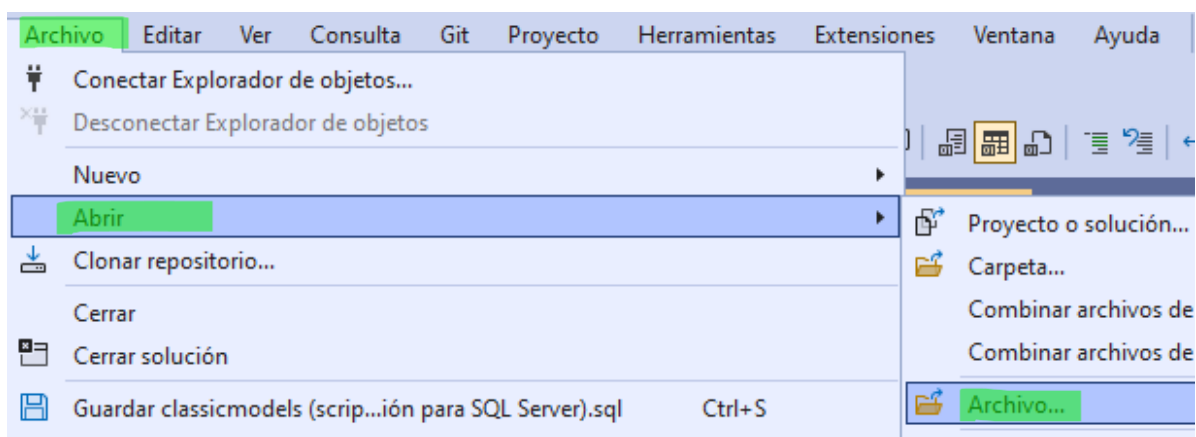 Archivo Editar Ver Consulta Git Proyecto Herramientas Extensiones Ventana Ayuda
Conectar Explorador de objetos...
Desconectar Explorador de objetos
Nuevo
Abrir
Proyecto o solución...
Clonar repositorio...
Carpeta...
Cerrar
Combinar archivos de
Cerrar solución
Combinar archivos de
Guardar classicmodels (scrip...ión para SQL Server).sql Ctrl+S
Archivo...